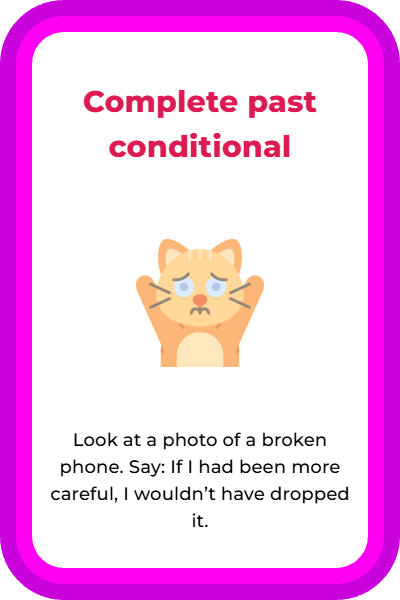 Complete past
conditional
Look at a photo of a broken
phone. Say: If I had been more
careful, I wouldn’t have dropped
it.